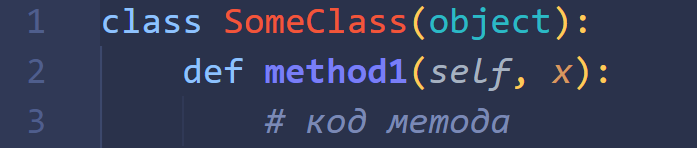 1 class SomeClass(object):
2     def method1(self, x):
3         # код метода